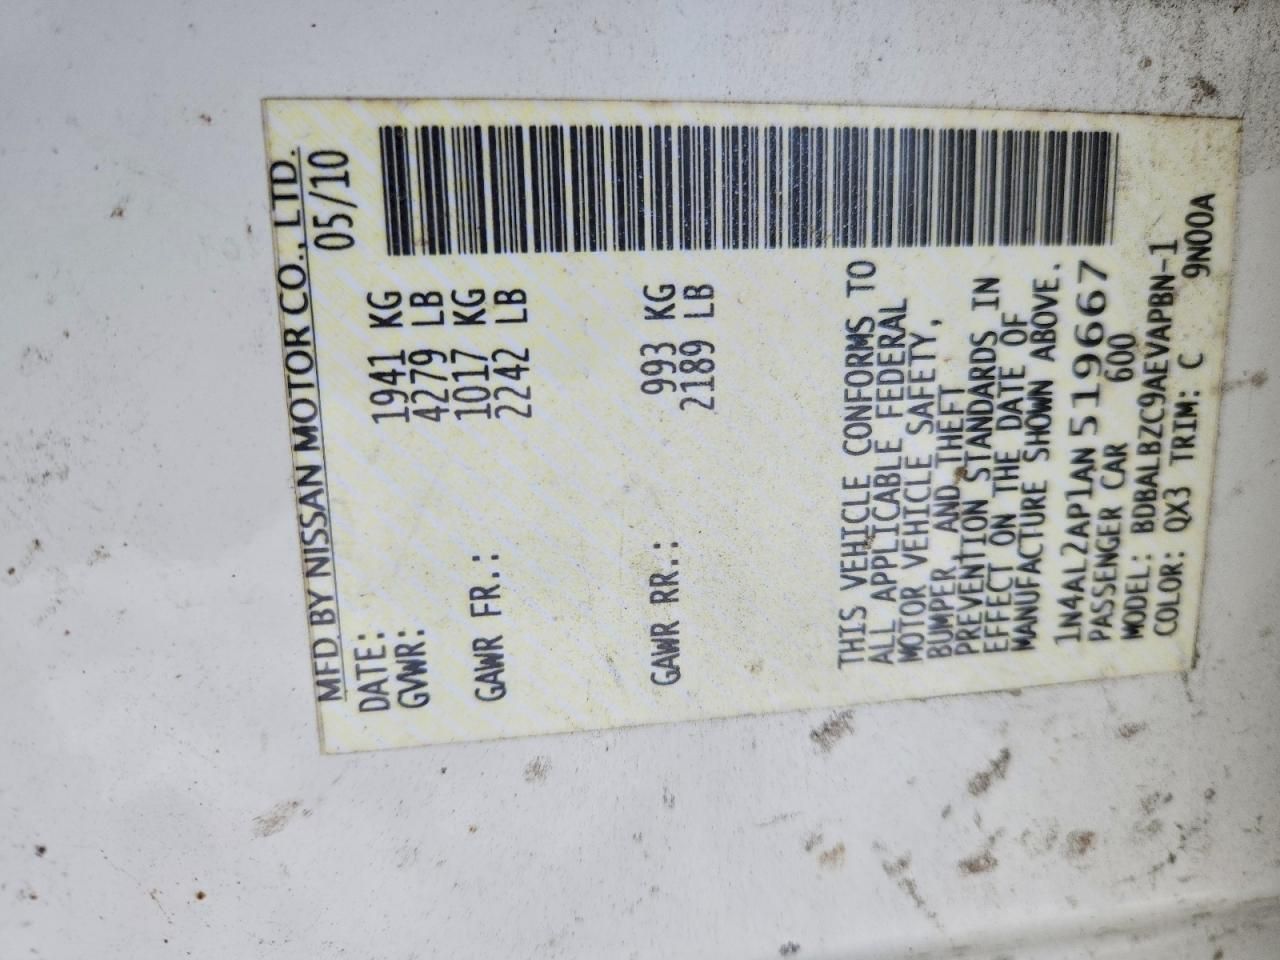 MFD BY NISSAN MOTOR CO., LTD.
DATE: 05/10
GVWR: 1941 KG
4279 LB
GAWR FR.: 1017 KG
2242 LB
GAWR RR.: 993 KG
2189 LB
THIS VEHICLE CONFORMS TO
ALL APPLICABLE FEDERAL
MOTOR VEHICLE SAFETY,
BUMPER AND THEFT
PREVENTION STANDARDS IN
EFFECT ON THE DATE OF
MANUFACTURE SHOWN ABOVE.
1N4AL2AP1AN519667
PASSENGER CAR 600
MODEL: BDBALBZC9AEVAPBN-1
COLOR: QX3 TRIM: C 9N00A